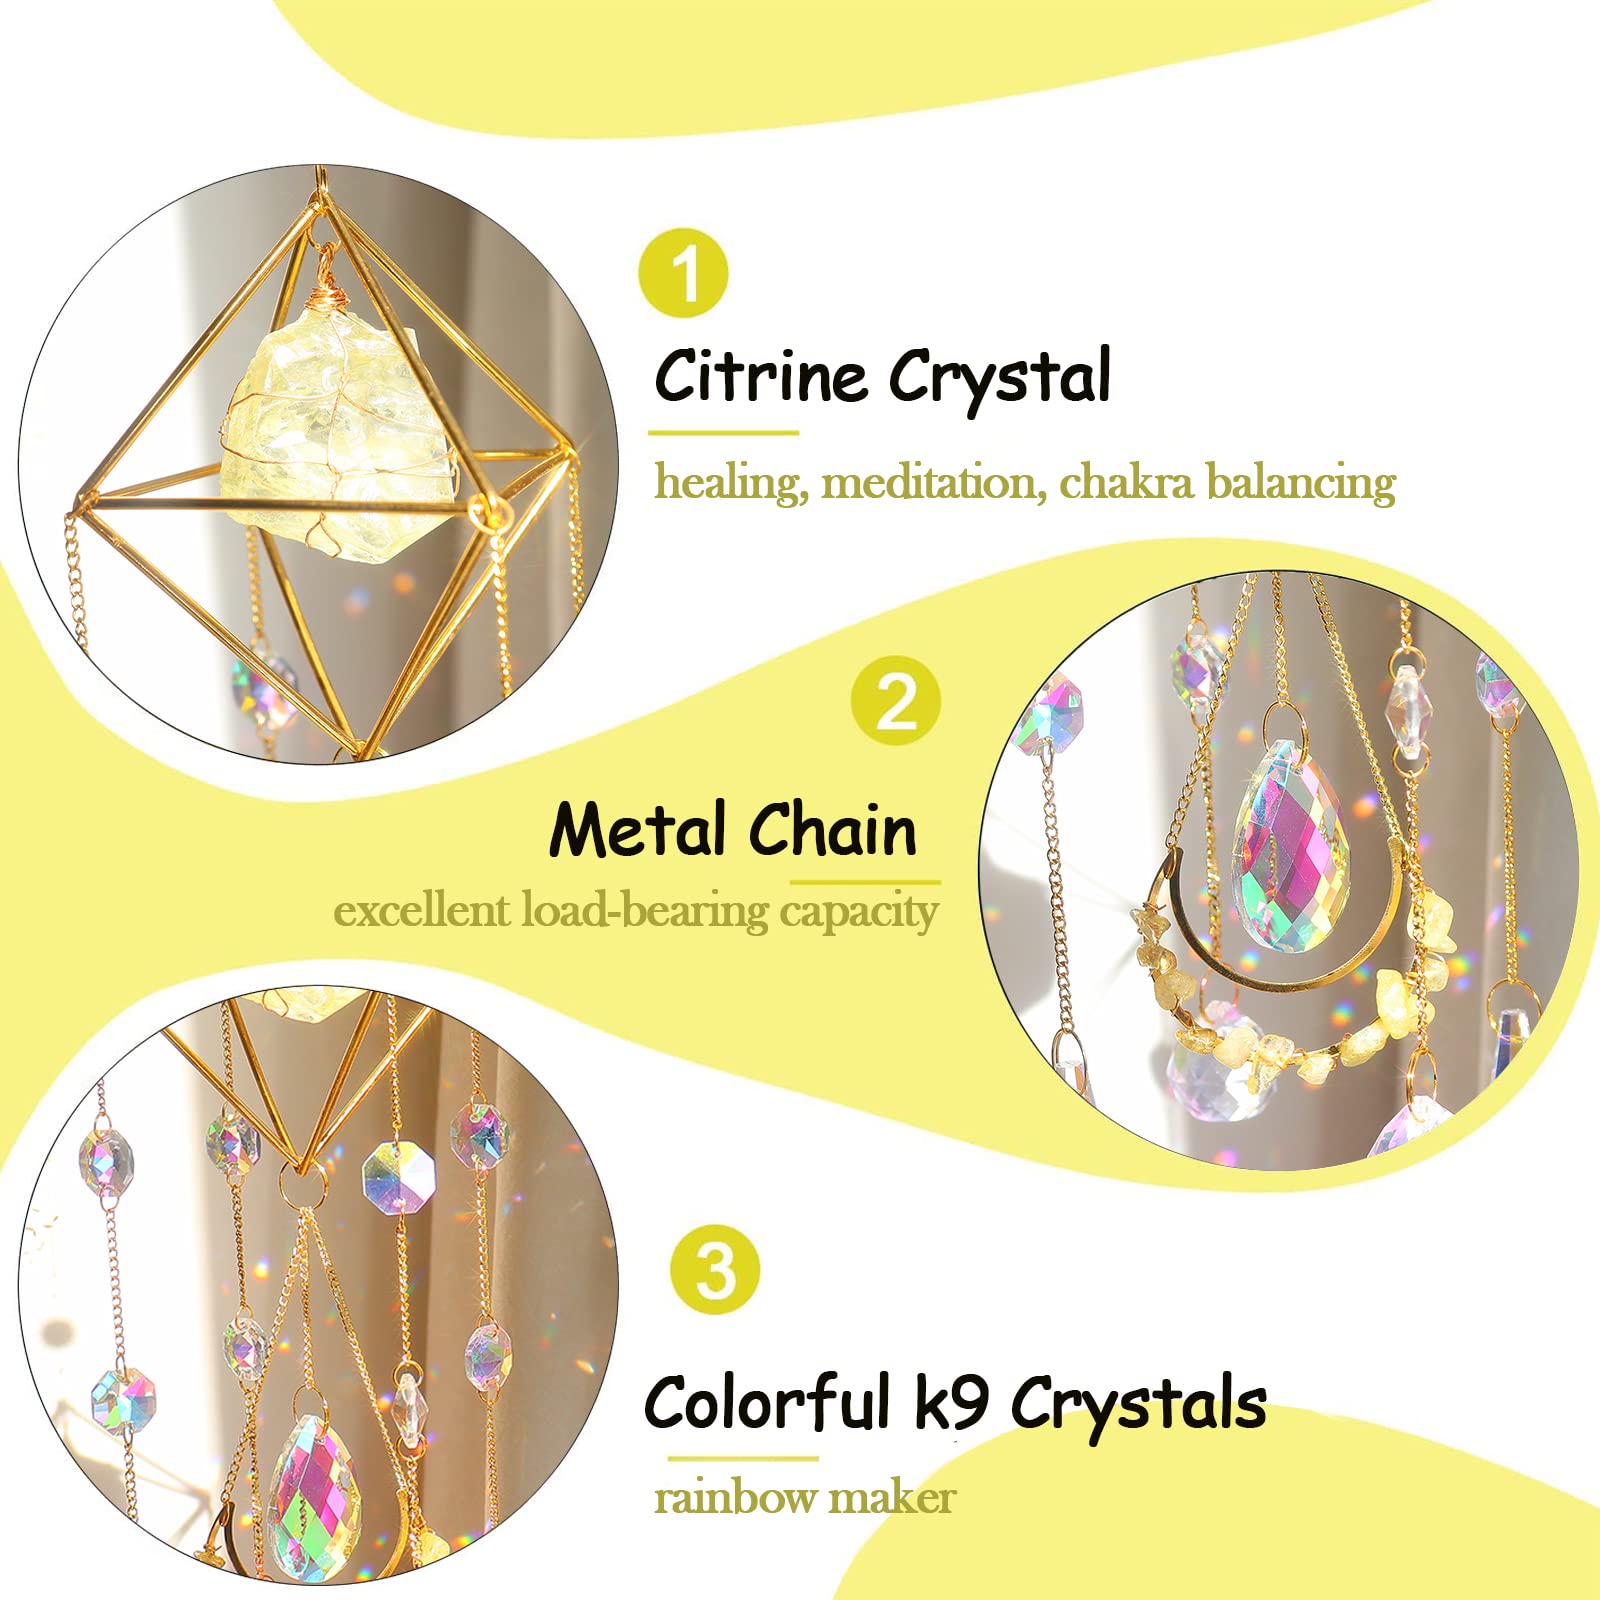 1
Citrine Crystal
healing, meditation, chakra balancing
2
Metal Chain
excellent load-bearing capacity
3
Colorful k9 Crystals
rainbow maker